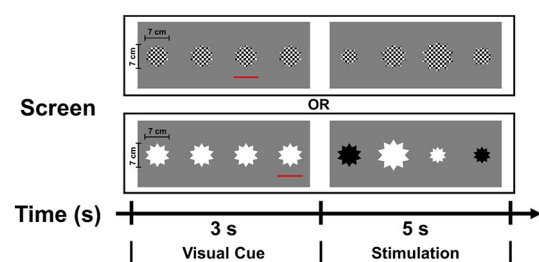 7 cm
7 cm
Screen
OR
7 cm
7 cm
Time (s)
3 s
5 s
Visual Cue
Stimulation